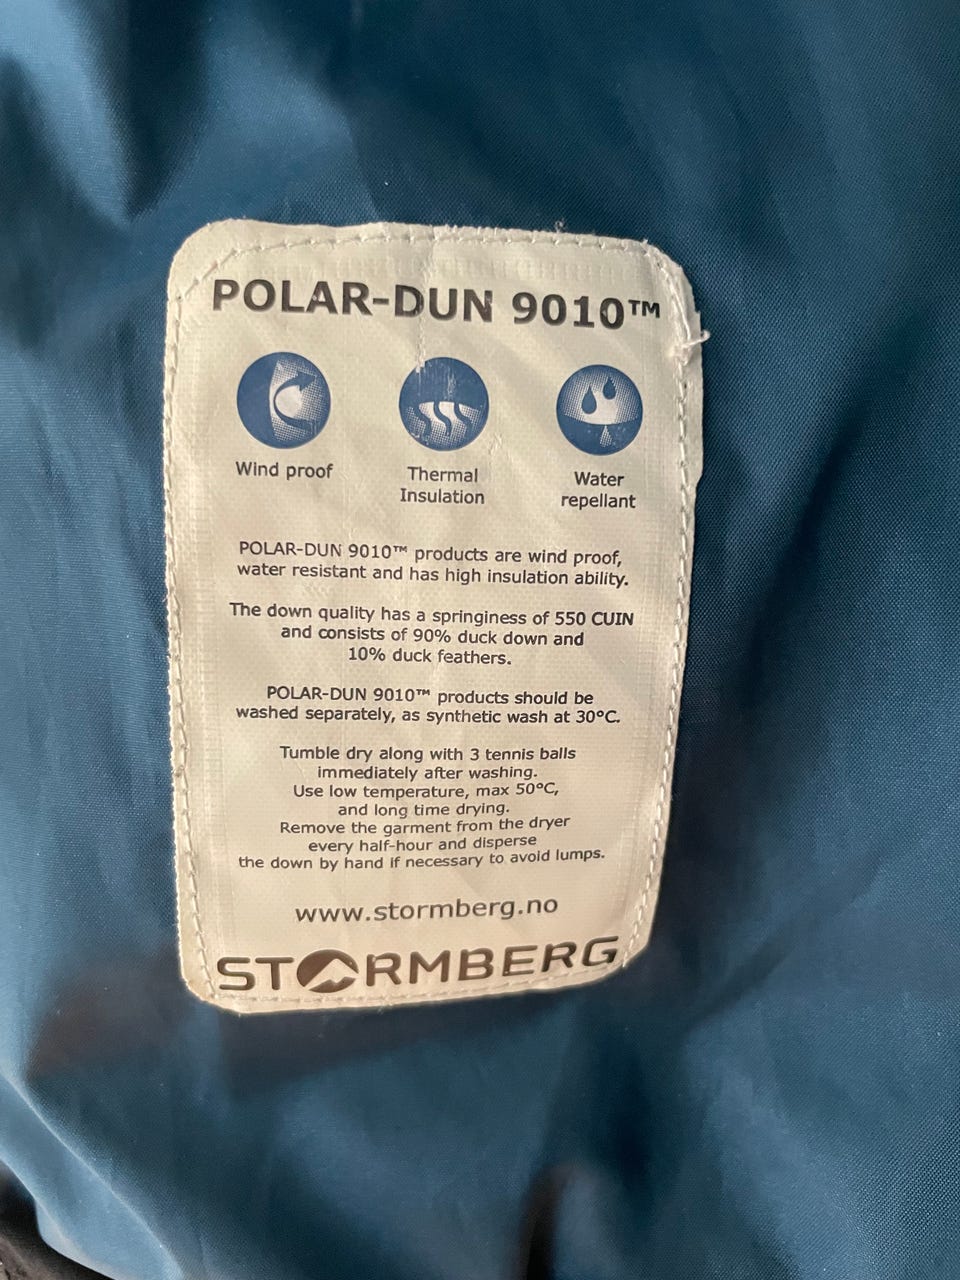 POLAR-DUN 9010™
Wind proof
Thermal
Insulation
Water
repellant
POLAR-DUN 9010™ products are wind proof,
water resistant and has high insulation ability.
The down quality has a springiness of 550 CUIN
and consists of 90% duck down and
10% duck feathers.
POLAR-DUN 9010™ products should be
washed separately, as synthetic wash at 30°C.
Tumble dry along with 3 tennis balls
immediately after washing.
Use low temperature, max 50°C,
and long time drying.
Remove the garment from the dryer
every half-hour and disperse
the down by hand if necessary to avoid lumps.
www.stormberg.no
STORMBERG